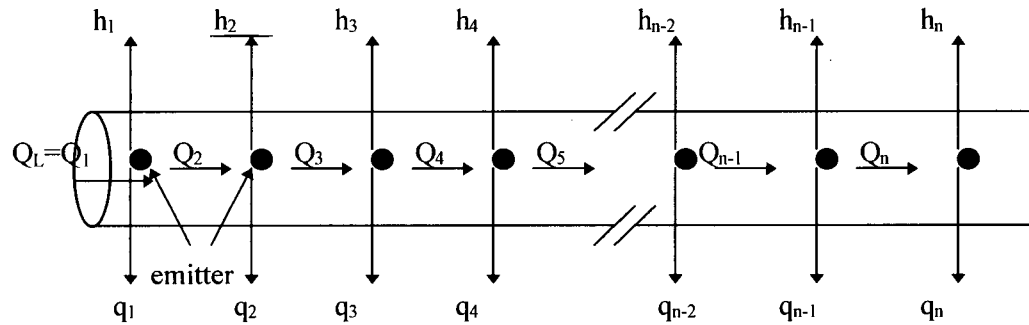 h1 h2 h3 h4 hn-2 hn-1 hn
QL=Q1 Q2 Q3 Q4 Q5 Qn-1 Qn
emitter
q1 q2 q3 q4 qn-2 qn-1 qn